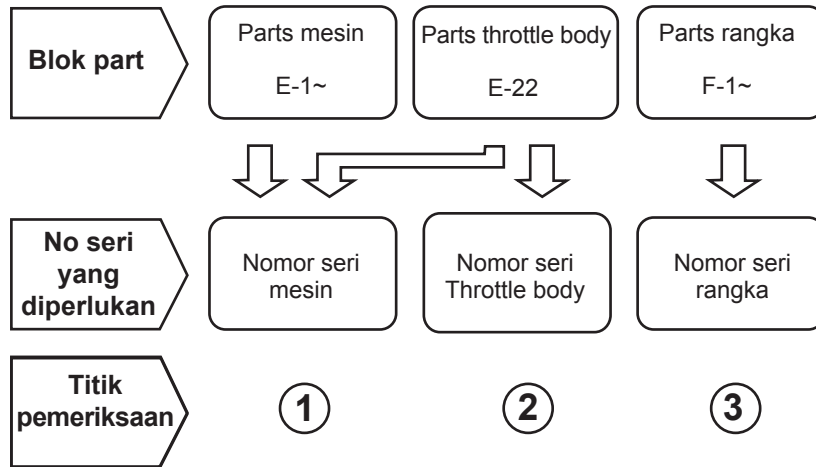 Blok part
Parts mesin
E-1~
Parts throttle body
E-22
Parts rangka
F-1~
No seri
yang
diperlukan
Nomor seri
mesin
Nomor seri
Throttle body
Nomor seri
rangka
Titik
pemeriksaan
1
2
3